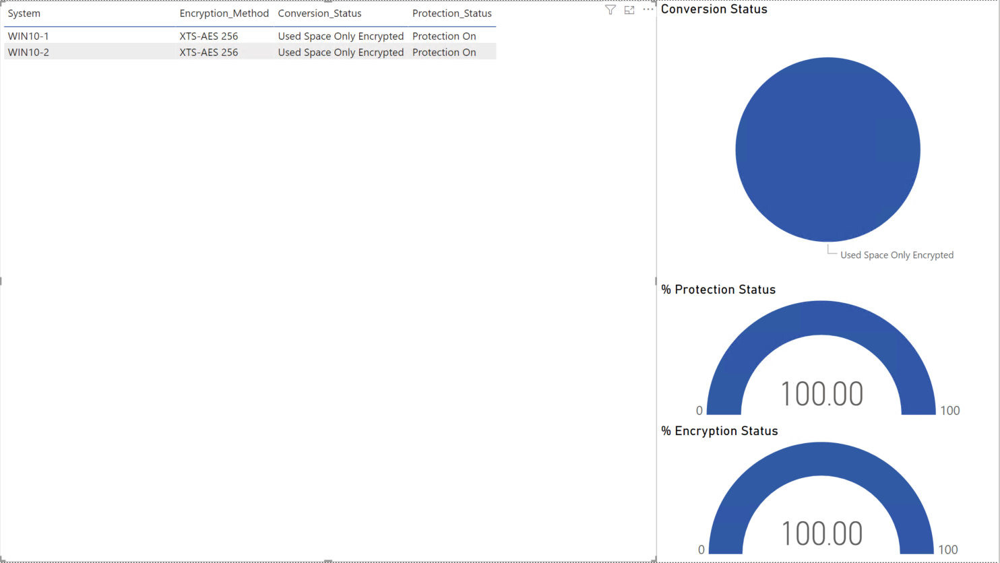 System Encryption_Method Conversion_Status Protection_Status
WIN10-1 XTS-AES 256 Used Space Only Encrypted Protection On
WIN10-2 XTS-AES 256 Used Space Only Encrypted Protection On
Conversion Status
Used Space Only Encrypted
% Protection Status
100.00
0 100
% Encryption Status
100.00
0 100